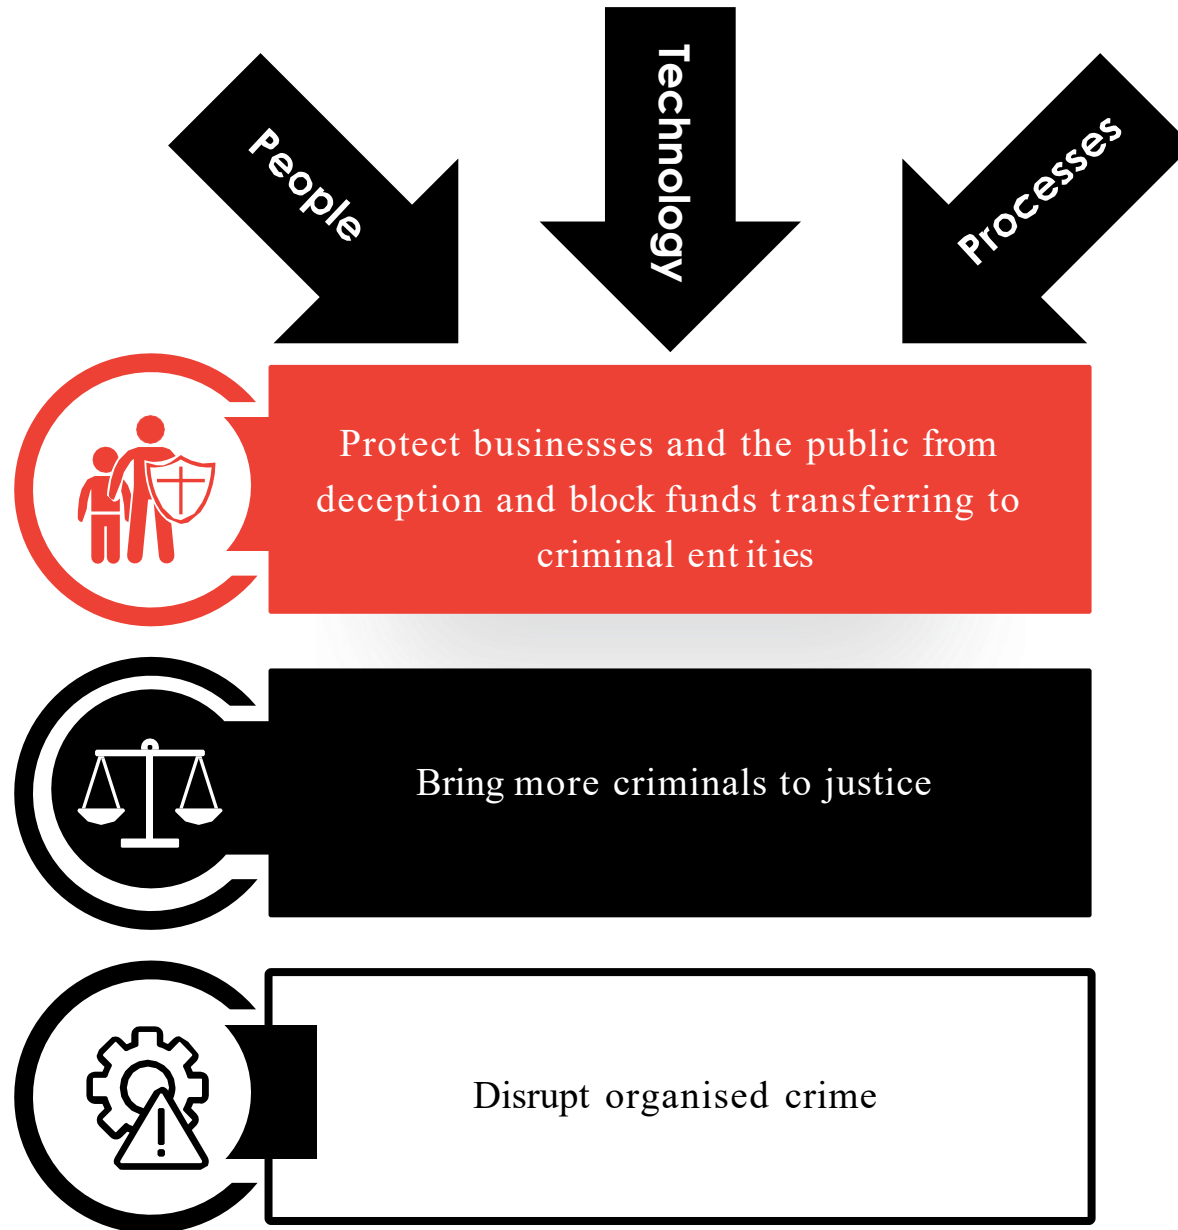 People
Technology
Processes
Protect businesses and the public from
deception and block funds transferring to
criminal entities
Bring more criminals to justice
Disrupt organised crime